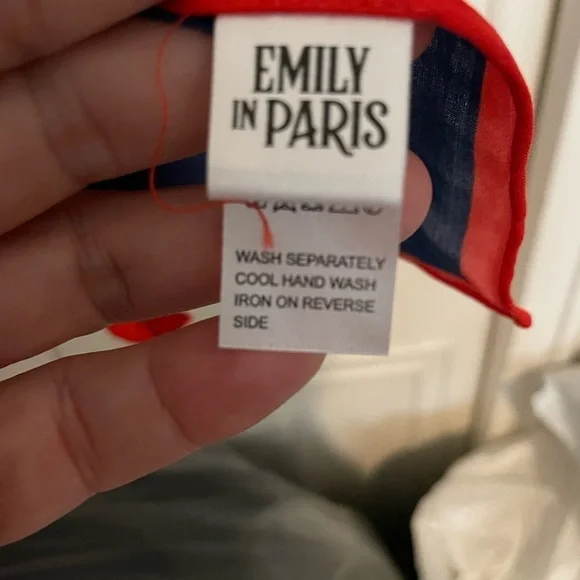 EMILY
IN PARIS
WASH SEPARATELY
COOL HAND WASH
IRON ON REVERSE
SIDE